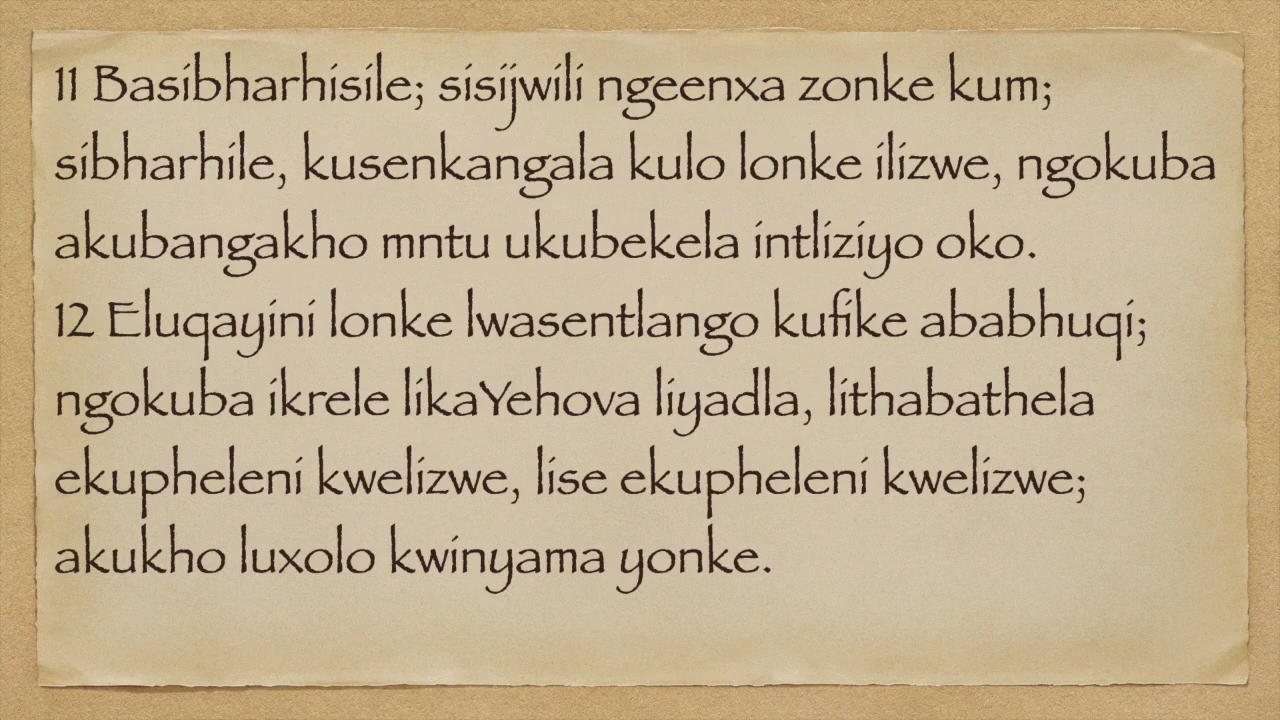 11 Basibharhisile; sisijwili ngeenxa zonke kum;
sibharhile, kusenkangala kulo lonke ilizwe, ngokuba
akubangakho mntu ukubekela intliziyo oko.
12 Eluqayini lonke lwasentlango kufike ababhuqi;
ngokuba ikrele likaYehova liyadla, lithabathela
ekupheleni kwelizwe, lise ekupheleni kwelizwe;
akukho luxolo kwinyama yonke.